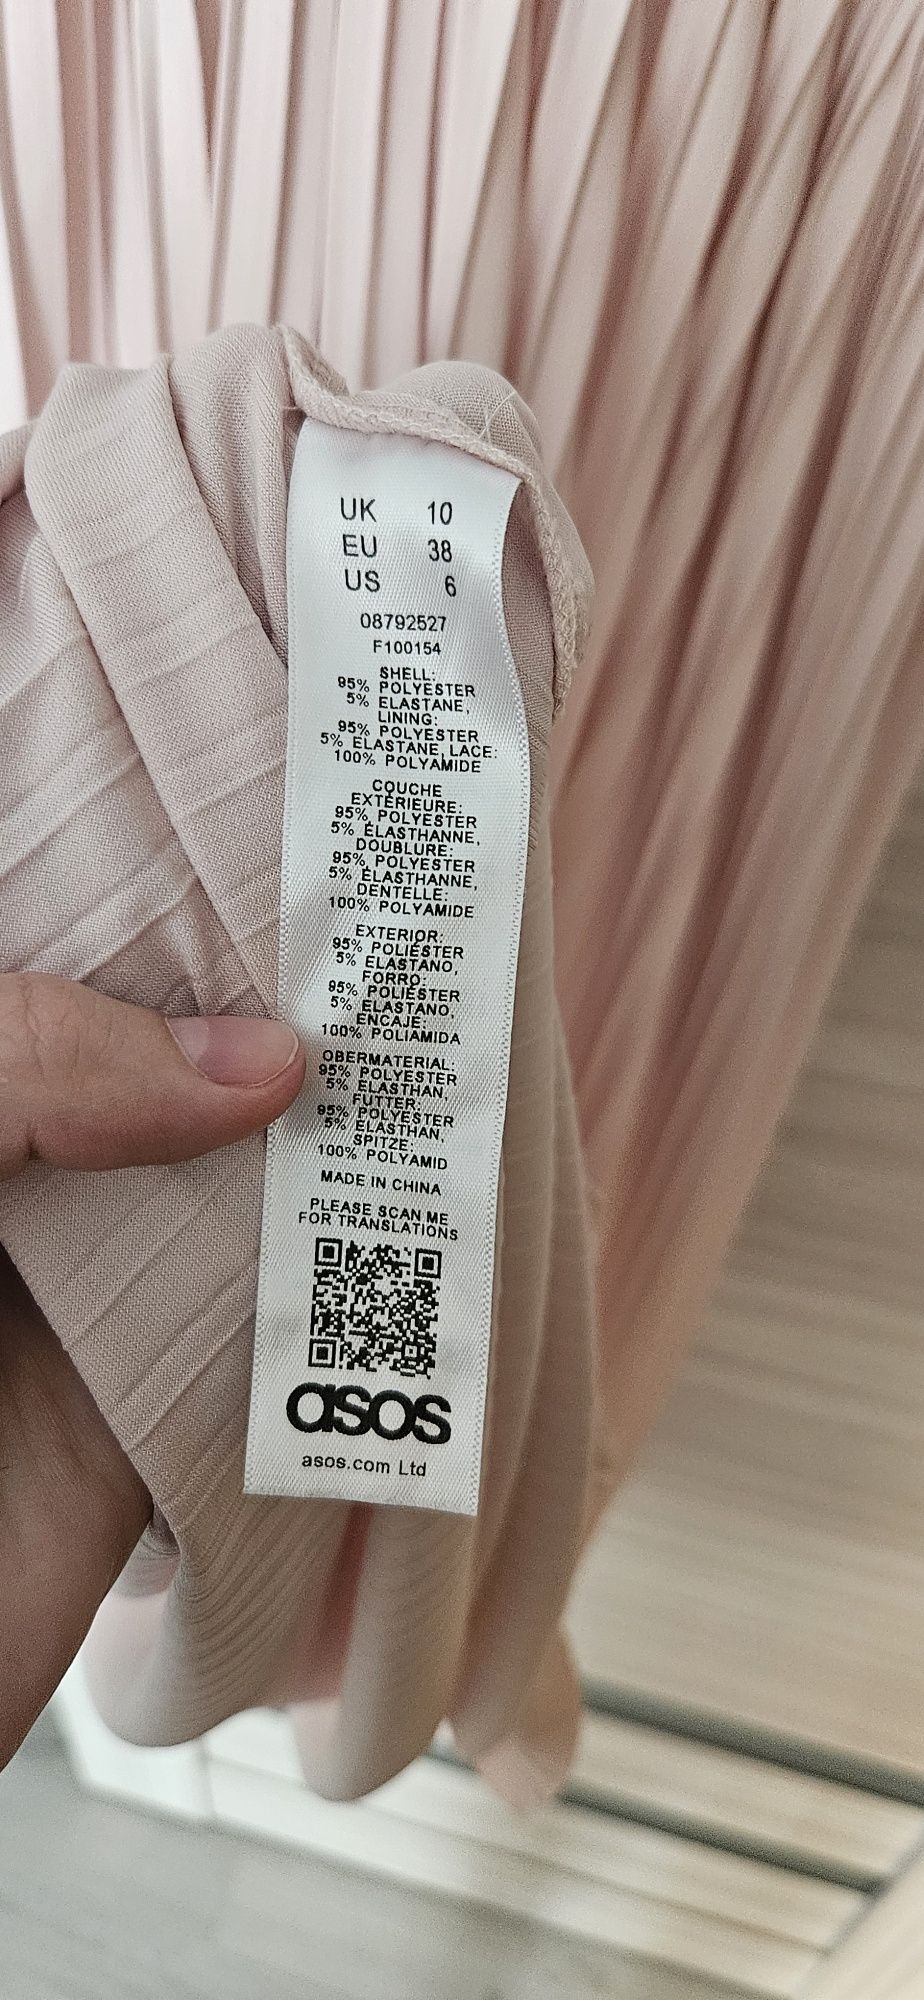 UK 10
EU 38
US 6
08792527
F100154
SHELL:
95% POLYESTER
5% ELASTANE,
LINING:
95% POLYESTER
5% ELASTANE, LACE:
100% POLYAMIDE
COUCHE
EXTÉRIEURE:
95% POLYESTER
5% ÉLASTHANNE,
DOUBLURE:
95% POLYESTER
5% ÉLASTHANNE,
DENTELLE:
100% POLYAMIDE
EXTERIOR:
95% POLIÉSTER
5% ELASTANO,
FORRO:
95% POLIÉSTER
5% ELASTANO,
ENCAJE:
100% POLIAMIDA
OBERMATERIAL:
95% POLYESTER
5% ELASTHAN,
FUTTER:
95% POLYESTER
5% ELASTHAN,
SPITZE:
100% POLYAMID
MADE IN CHINA
PLEASE SCAN ME
FOR TRANSLATIONS
asos
asos.com Ltd